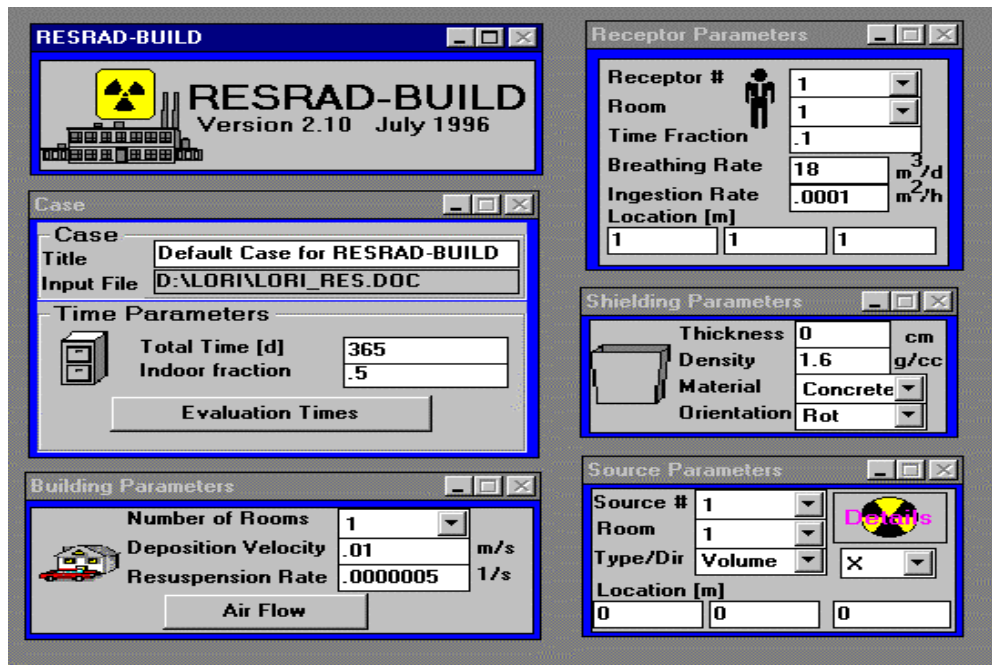 RESRAD-BUILD
RESRAD-BUILD
Version 2.10 July 1996
Case
Case
Title Default Case for RESRAD-BUILD
Input File D:\LORI\LORI_RES.DOC
Time Parameters
Total Time [d] 365
Indoor fraction .5
Evaluation Times
Building Parameters
Number of Rooms 1
Deposition Velocity .01 m/s
Resuspension Rate .0000005 1/s
Air Flow
Receptor Parameters
Receptor # 1
Room 1
Time Fraction .1
Breathing Rate 18 m3/d
Ingestion Rate .0001 m2/h
Location [m]
1 1 1
Shielding Parameters
Thickness 0 cm
Density 1.6 g/cc
Material Concrete
Orientation Rot
Source Parameters
Source # 1 Details
Room 1
Type/Dir Volume X
Location [m]
0 0 0